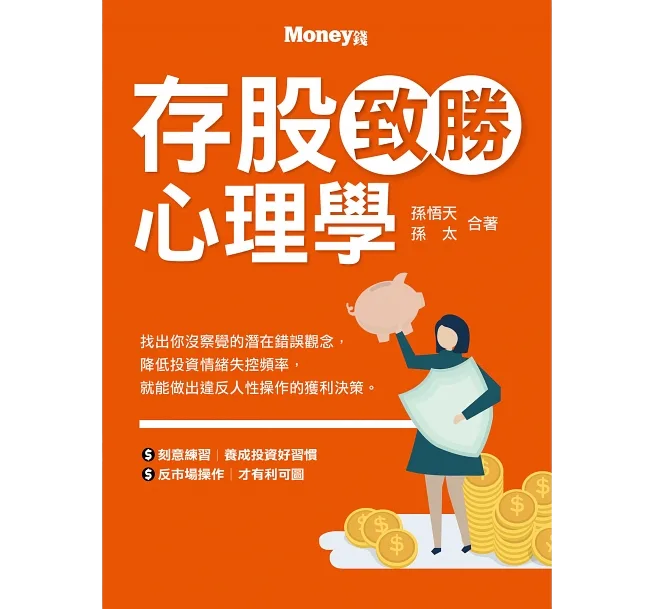 Money錢
存股致勝
心理學
孫悟天
孫 太
合著
找出你沒察覺的潛在錯誤觀念，
降低投資情緒失控頻率，
就能做出違反人性操作的獲利決策。
$ 刻意練習｜養成投資好習慣
$ 反市場操作｜才有利可圖
$
$
$
$
$
$